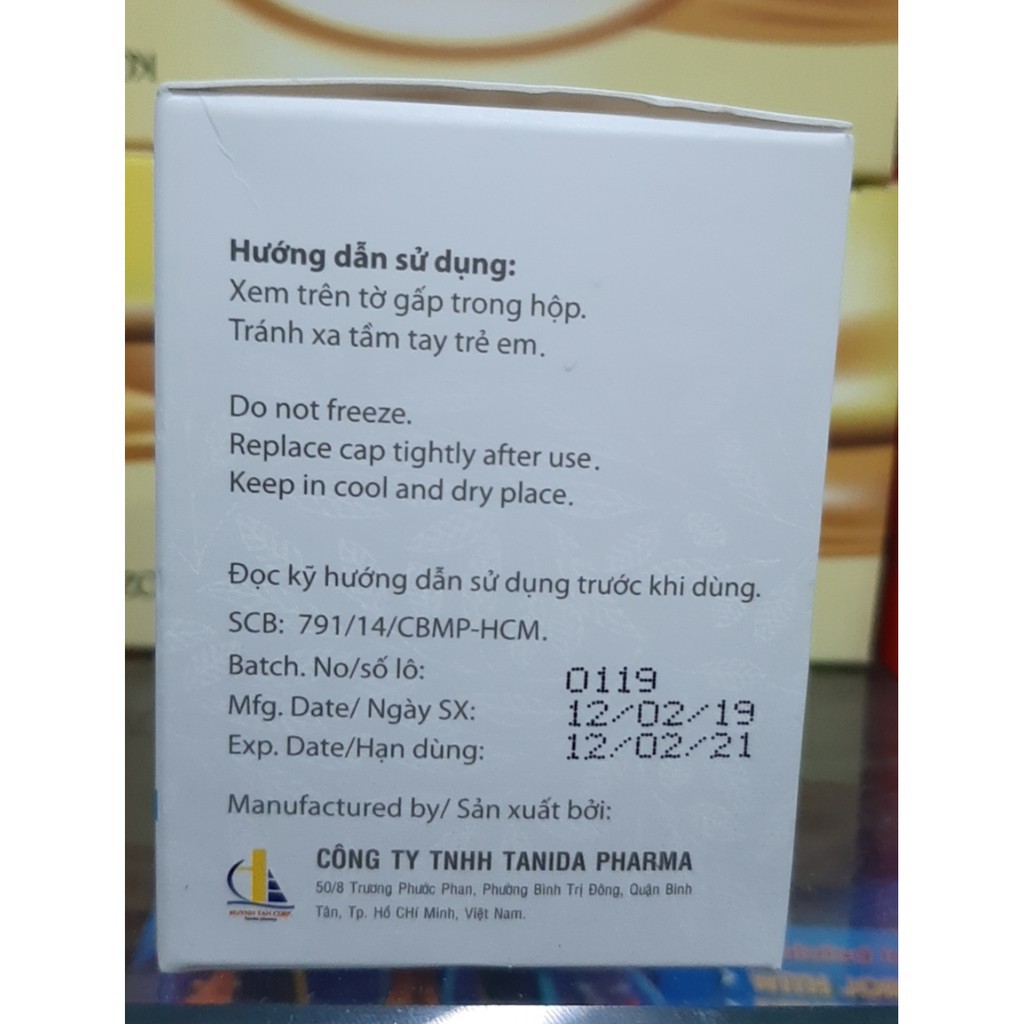 Hướng dẫn sử dụng:
Xem trên tờ gấp trong hộp.
Tránh xa tầm tay trẻ em.
Do not freeze.
Replace cap tightly after use.
Keep in cool and dry place.
Đọc kỹ hướng dẫn sử dụng trước khi dùng.
SCB: 791/14/CBMP-HCM.
Batch. No/số lô: 0119
Mfg. Date/ Ngày SX: 12/02/19
Exp. Date/Hạn dùng: 12/02/21
Manufactured by/ Sản xuất bởi:
CÔNG TY TNHH TANIDA PHARMA
50/8 Trương Phước Phan, Phường Bình Trị Đông, Quận Bình
Tân, Tp. Hồ CHí Minh, Việt Nam.
HUYNH TAN CORP.